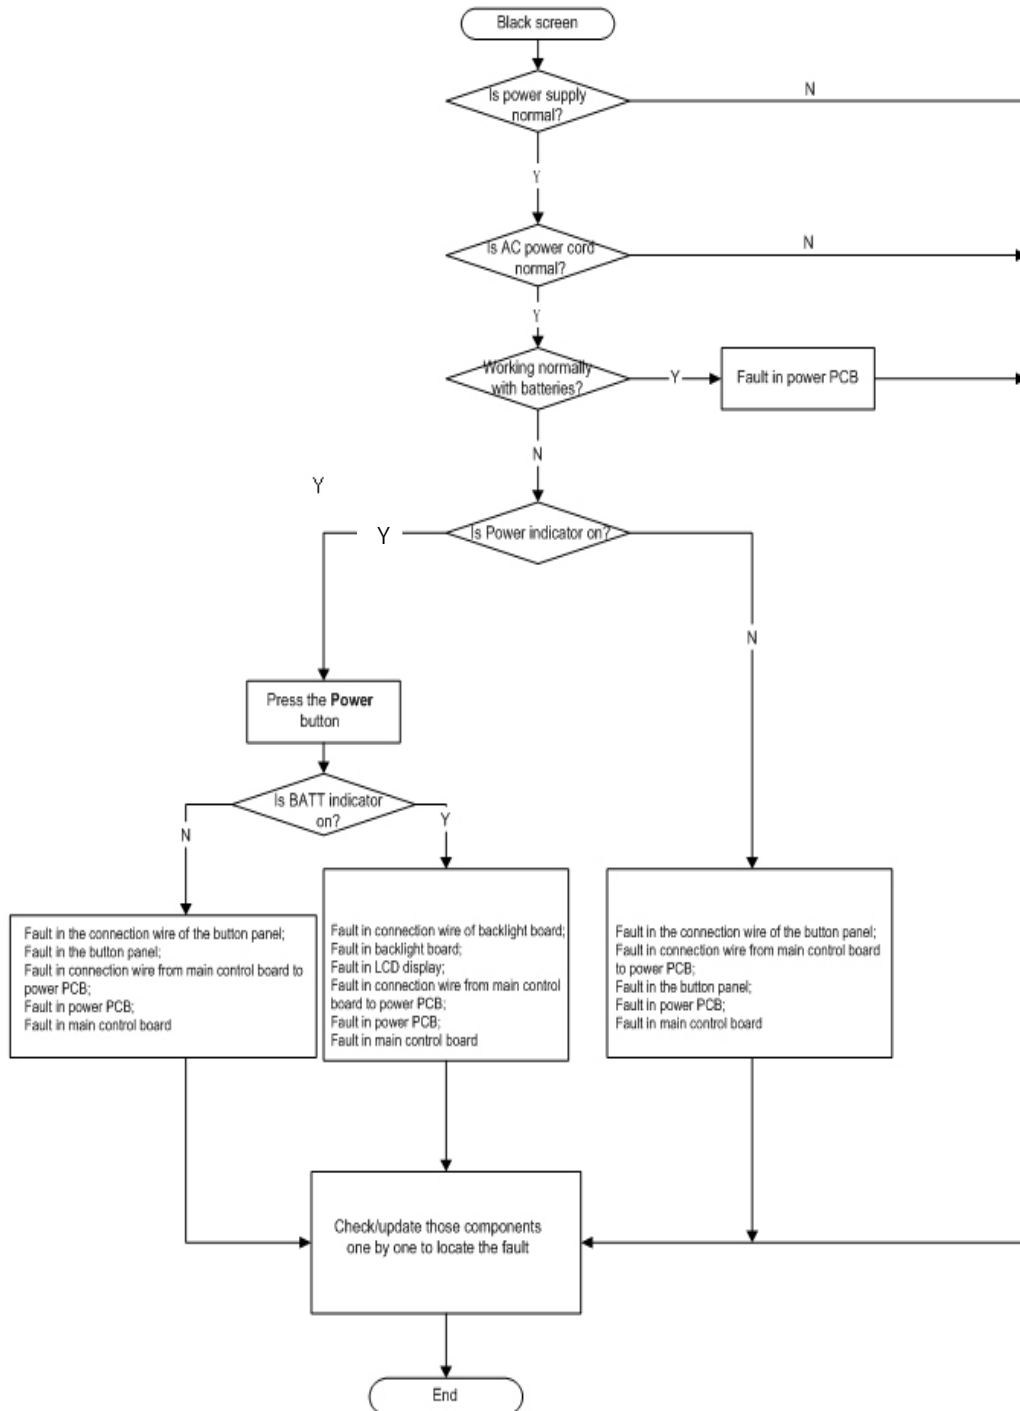 Black screen
Is power supply
normal?
N
Y
Is AC power cord
normal?
N
Y
Working normally
with batteries?
Y
Fault in power PCB
N
Y
Y
Is Power indicator on?
N
Press the Power
button
Is BATT indicator
on?
N
Y
Fault in the connection wire of the button panel;
Fault in the button panel;
Fault in connection wire from main control board to
power PCB;
Fault in power PCB;
Fault in main control board
Fault in connection wire of backlight board;
Fault in backlight board;
Fault in LCD display;
Fault in connection wire from main control
board to power PCB;
Fault in power PCB;
Fault in main control board
Fault in the connection wire of the button panel;
Fault in connection wire from main control board
to power PCB;
Fault in the button panel;
Fault in power PCB;
Fault in main control board
Check/update those components
one by one to locate the fault
End